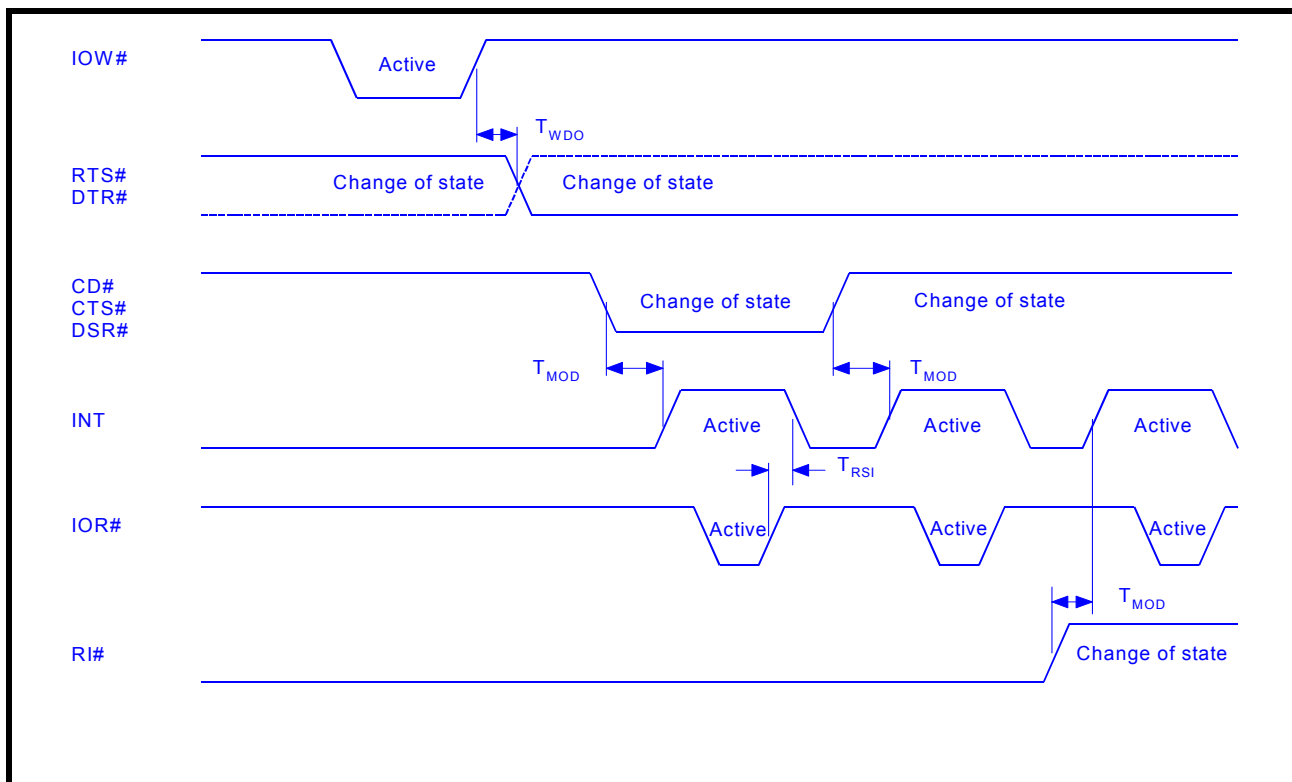 IOW#
Active
T_WDO
RTS#
DTR#
Change of state
Change of state
CD#
CTS#
DSR#
Change of state
Change of state
T_MOD
T_MOD
INT
Active
Active
Active
T_RSI
IOR#
Active
Active
Active
T_MOD
RI#
Change of state